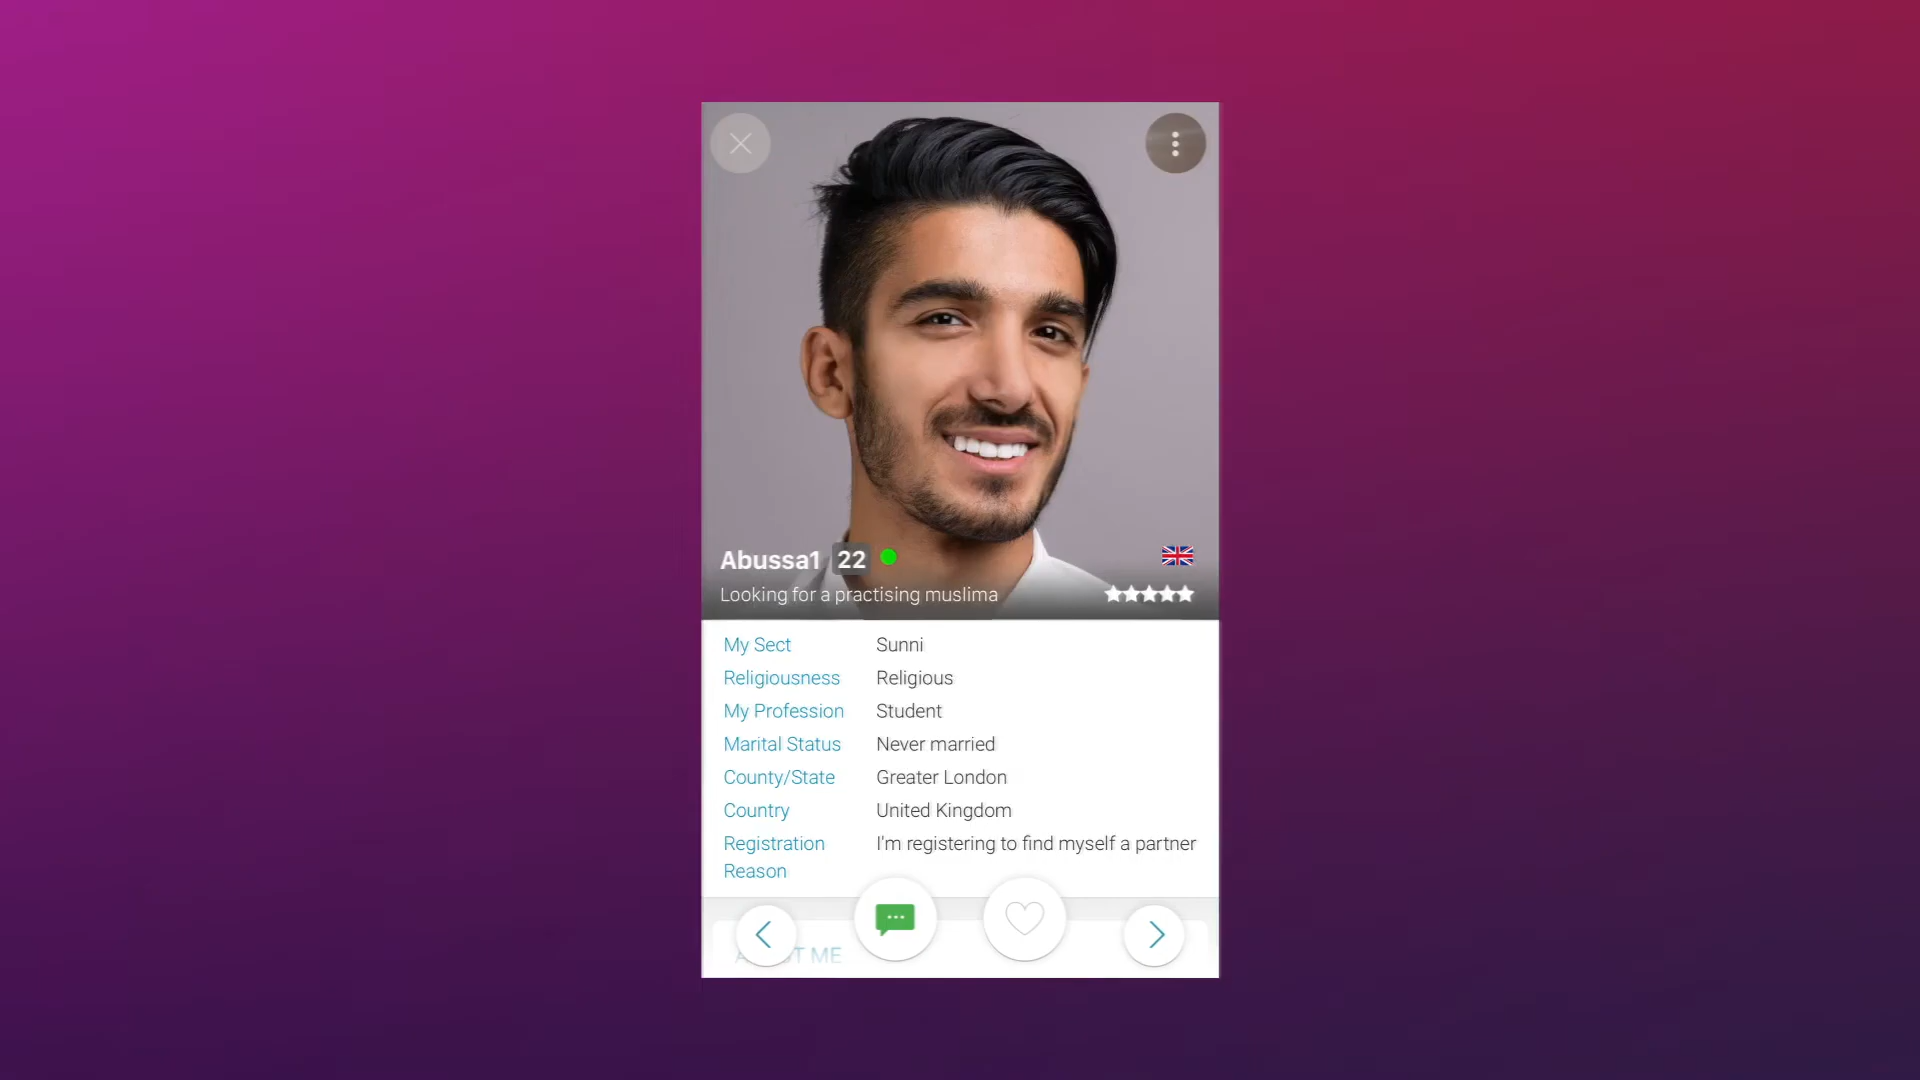 Abussa1 22
Looking for a practising muslima
My Sect Sunni
Religiousness Religious
My Profession Student
Marital Status Never married
County/State Greater London
Country United Kingdom
Registration Reason I'm registering to find myself a partner
ME